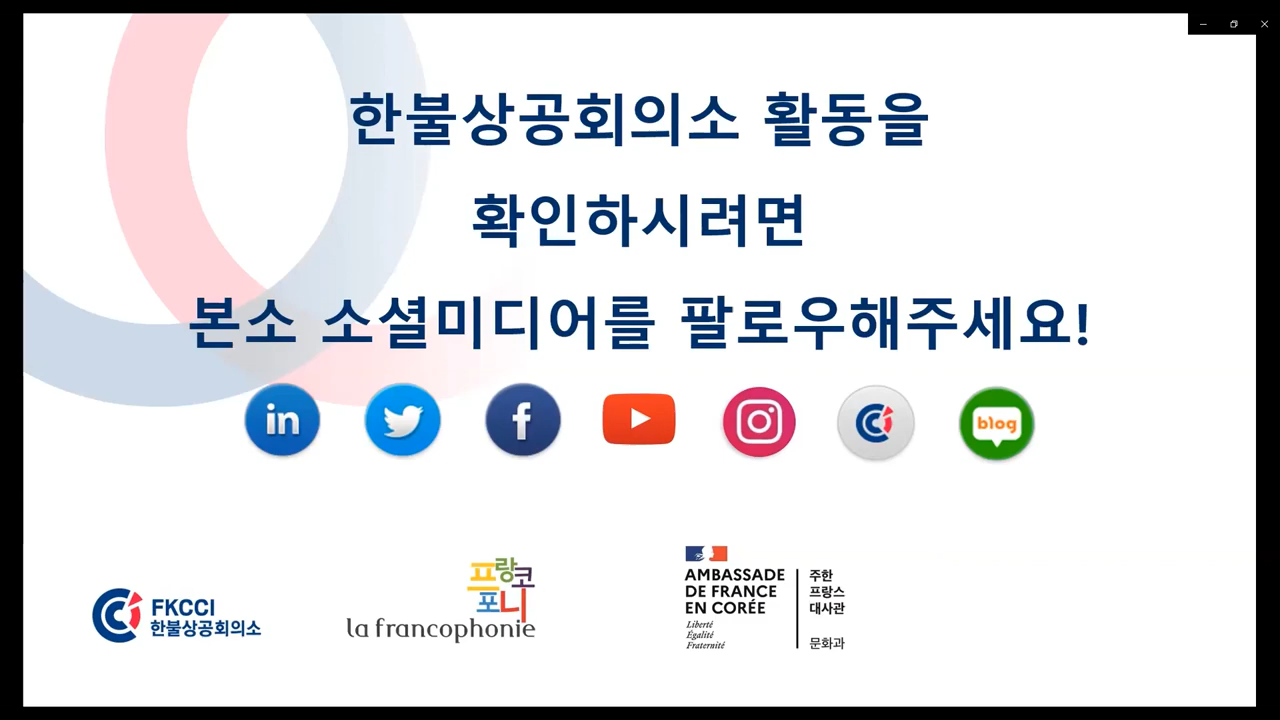 한불상공회의소 활동을
확인하시려면
본소 소셜미디어를 팔로우해주세요!
in
f
blog
FKCCI
한불상공회의소
프랑코
포니
la francophonie
AMBASSADE
DE FRANCE
EN CORÉE
Liberté
Égalité
Fraternité
주한
프랑스
대사관
문화과